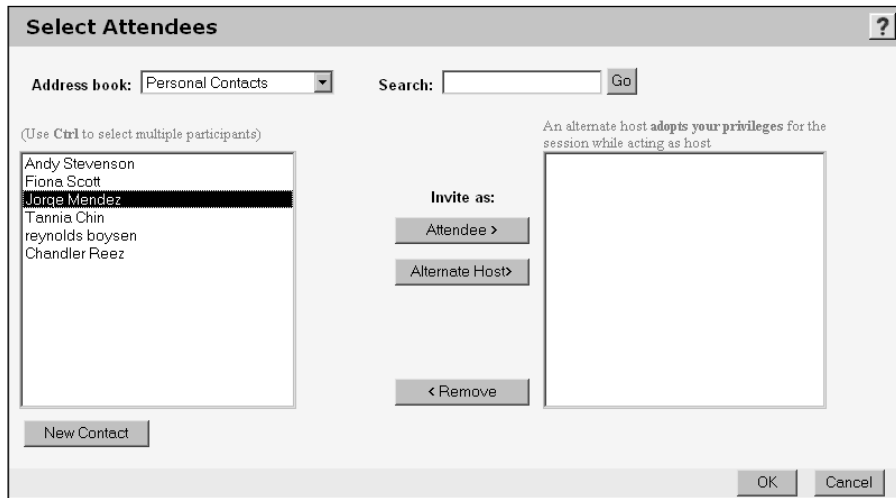 Select Attendees
?
Address book: Personal Contacts
Search:
Go
(Use Ctrl to select multiple participants)
An alternate host adopts your privileges for the
session while acting as host
Andy Stevenson
Fiona Scott
Jorge Mendez
Tannia Chin
reynolds boysen
Chandler Reez
Invite as:
Attendee >
Alternate Host>
< Remove
New Contact
OK
Cancel